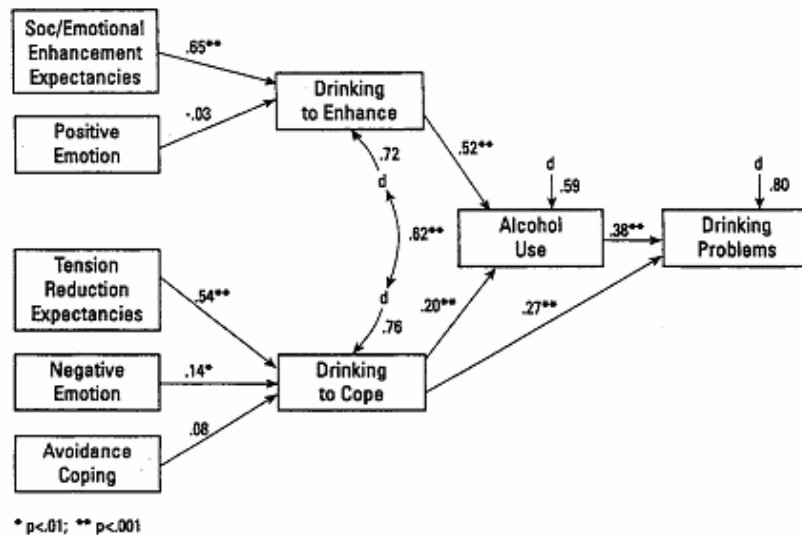 Soc/Emotional
Enhancement
Expectancies
.65**
Drinking
to Enhance
-.03
Positive
Emotion
.72
d
.52**
d
.59
d
.80
.62**
Alcohol
Use
.38**
Drinking
Problems
Tension
Reduction
Expectancies
.54**
d
.76
.20**
.27**
Negative
Emotion
.14*
Drinking
to Cope
.08
Avoidance
Coping
* p<.01; ** p<.001